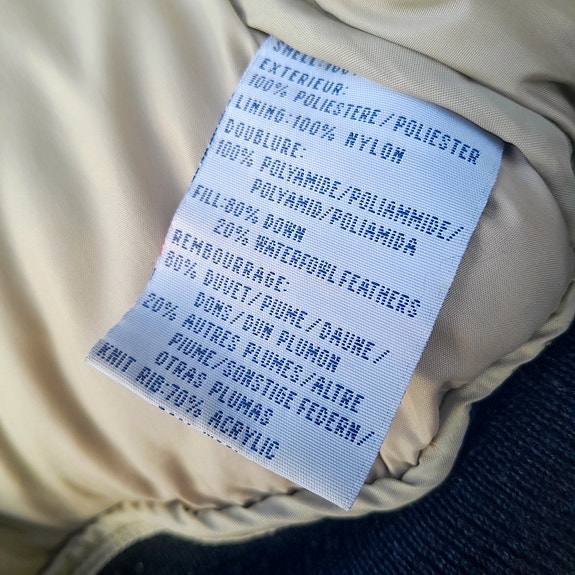 SHELL:100%
EXTERIEUR:
100% POLIESTERE/POLIESTER
LINING:100% NYLON
DOUBLURE:
100% POLYAMIDE/POLIAMMIDE/
POLYAMID/POLIAMIDA
FILL:80% DOWN
20% WATERFOWL FEATHERS
REMBOURRAGE:
80% DUVET/PIUME/DAUNE/
DONS/DUN PLUMON
20% AUTRES PLUMES/ALTRE
PIUME/SONSTIGE FEDERN/
OTRAS PLUMAS
KNIT RIB:70% ACRYLIC